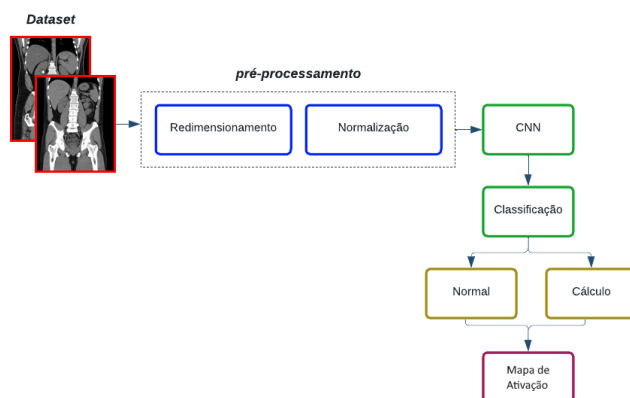 Dataset
pré-processamento
Redimensionamento
Normalização
CNN
Classificação
Normal
Cálculo
Mapa de
Ativação